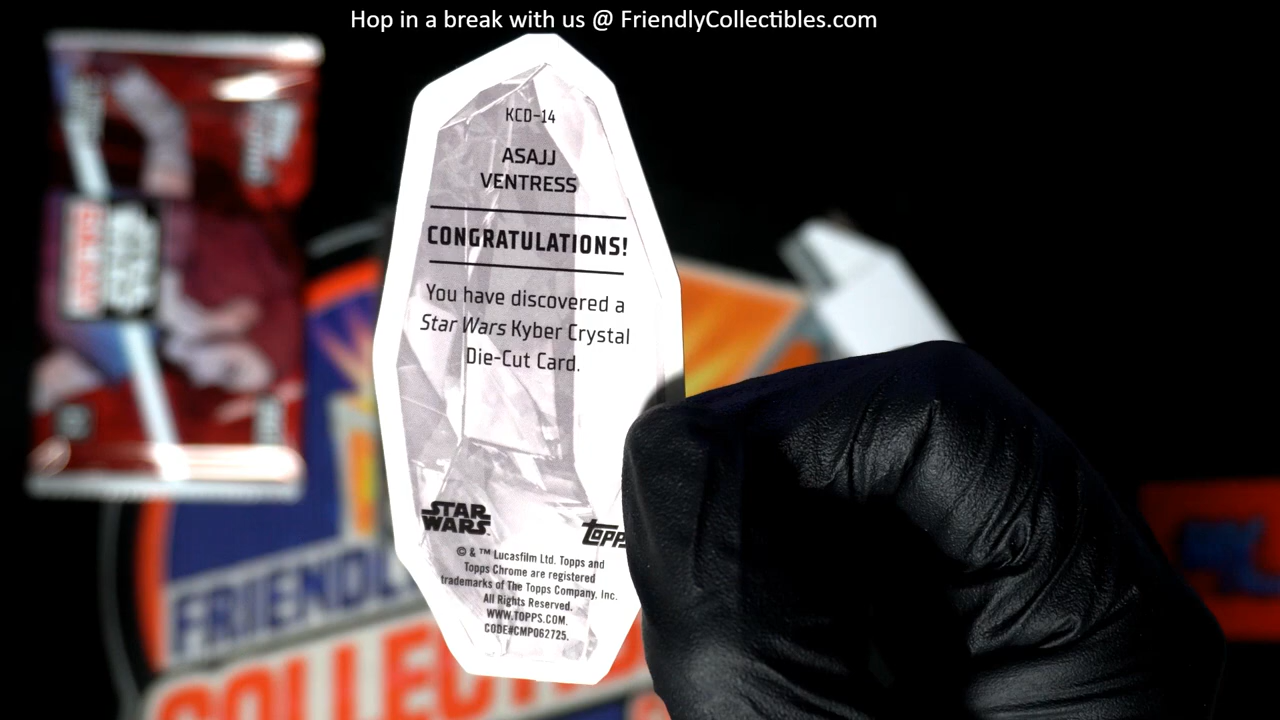 Hop in a break with us @ FriendlyCollectibles.com
KCD-14
ASAJJ
VENTRESS
CONGRATULATIONS!
You have discovered a
Star Wars Kyber Crystal
Die-Cut Card.
STAR
WARS
topps
© & ™ Lucasfilm Ltd. Topps and
Topps Chrome are registered
trademarks of The Topps Company, Inc.
All Rights Reserved.
WWW.TOPPS.COM.
CODE#CMP062725.
FRIENDL
COLLECT